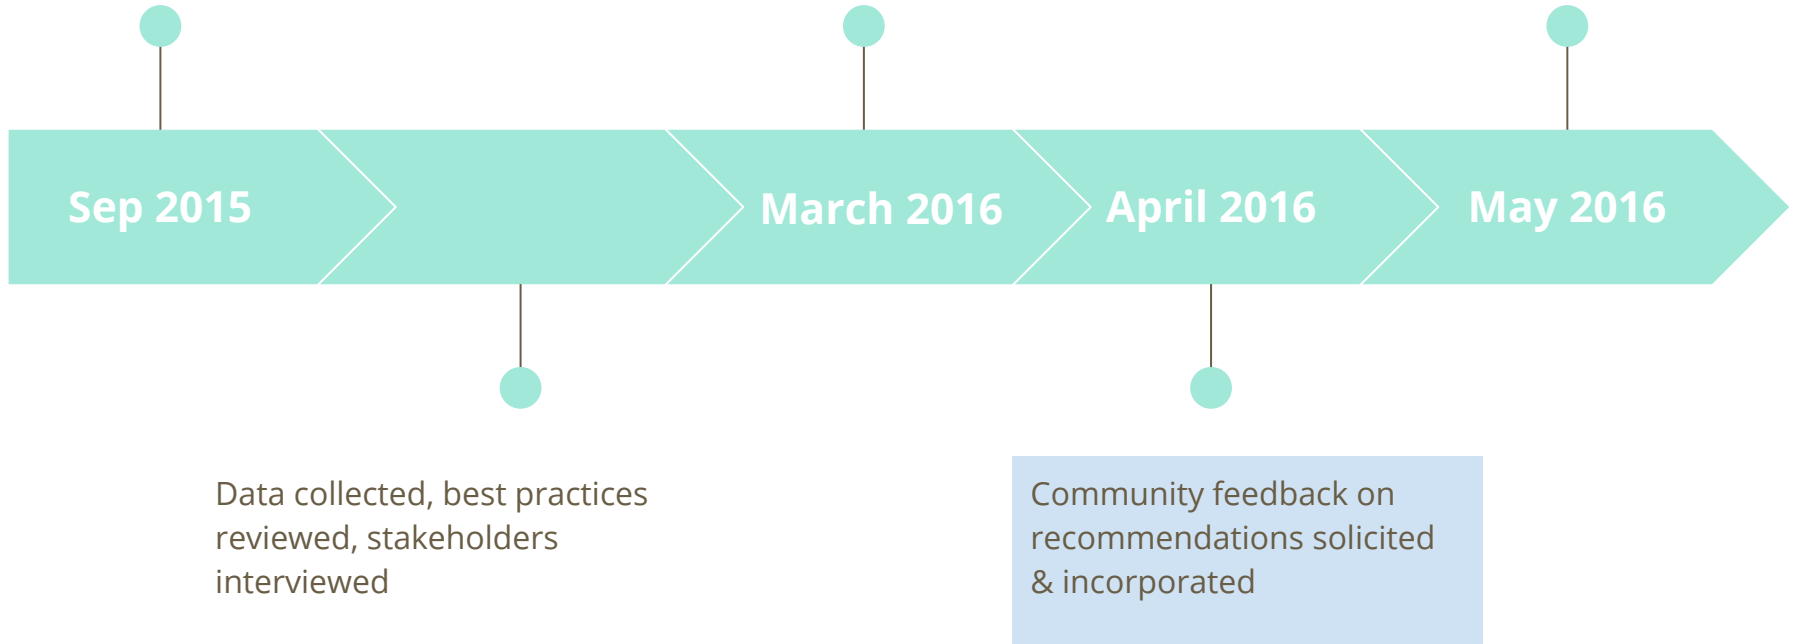 Sep 2015
March 2016
April 2016
May 2016
Data collected, best practices
reviewed, stakeholders
interviewed
Community feedback on
recommendations solicited
& incorporated